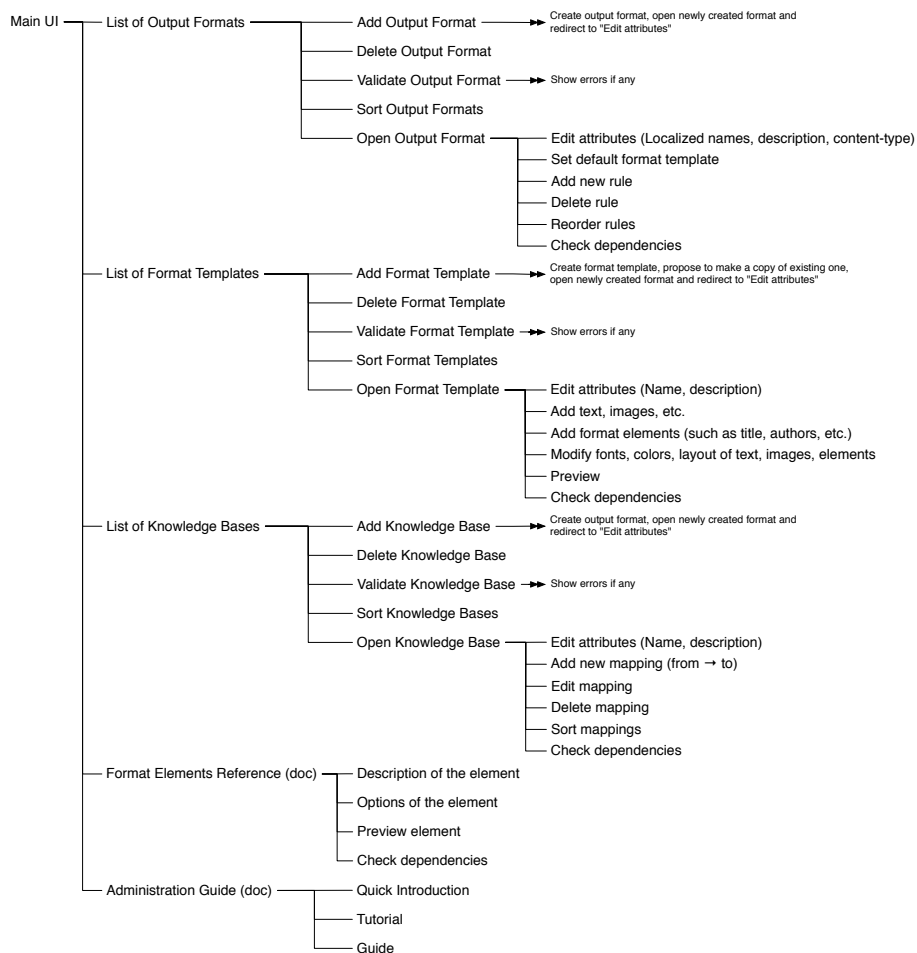 Main UI
List of Output Formats
Add Output Format
Create output format, open newly created format and
redirect to "Edit attributes"
Delete Output Format
Validate Output Format
Show errors if any
Sort Output Formats
Open Output Format
Edit attributes (Localized names, description, content-type)
Set default format template
Add new rule
Delete rule
Reorder rules
Check dependencies
List of Format Templates
Add Format Template
Create format template, propose to make a copy of existing one,
open newly created format and redirect to "Edit attributes"
Delete Format Template
Validate Format Template
Show errors if any
Sort Format Templates
Open Format Template
Edit attributes (Name, description)
Add text, images, etc.
Add format elements (such as title, authors, etc.)
Modify fonts, colors, layout of text, images, elements
Preview
Check dependencies
List of Knowledge Bases
Add Knowledge Base
Create output format, open newly created format and
redirect to "Edit attributes"
Delete Knowledge Base
Validate Knowledge Base
Show errors if any
Sort Knowledge Bases
Open Knowledge Base
Edit attributes (Name, description)
Add new mapping (from → to)
Edit mapping
Delete mapping
Sort mappings
Check dependencies
Format Elements Reference (doc)
Description of the element
Options of the element
Preview element
Check dependencies
Administration Guide (doc)
Quick Introduction
Tutorial
Guide